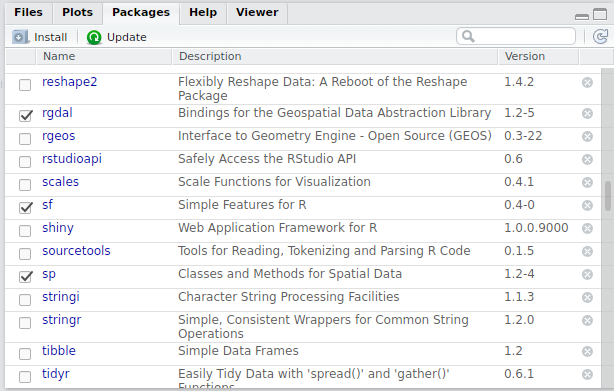 Files Plots Packages Help Viewer
Install Update
Name Description Version
reshape2 Flexibly Reshape Data: A Reboot of the Reshape 1.4.2
Package
rgdal Bindings for the Geospatial Data Abstraction Library 1.2-5
rgeos Interface to Geometry Engine - Open Source (GEOS) 0.3-22
rstudioapi Safely Access the RStudio API 0.6
scales Scale Functions for Visualization 0.4.1
sf Simple Features for R 0.4-0
shiny Web Application Framework for R 1.0.0.9000
sourcetools Tools for Reading, Tokenizing and Parsing R Code 0.1.5
sp Classes and Methods for Spatial Data 1.2-4
stringi Character String Processing Facilities 1.1.3
stringr Simple, Consistent Wrappers for Common String 1.2.0
Operations
tibble Simple Data Frames 1.2
tidyr Easily Tidy Data with 'spread()' and 'gather()' 0.6.1
Functions